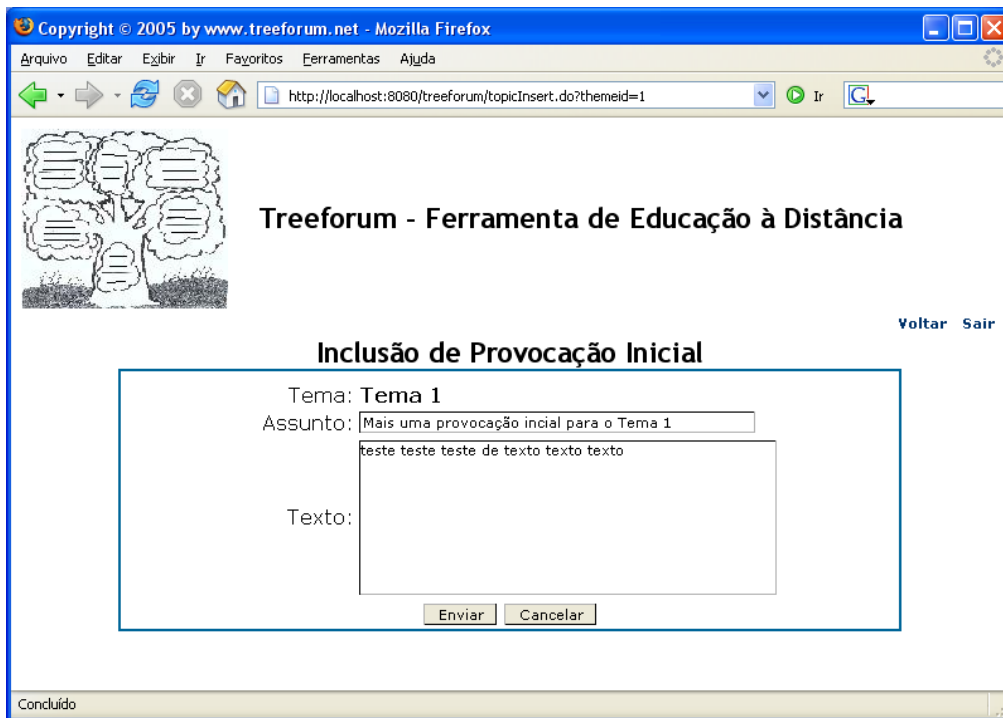 Copyright © 2005 by www.treeforum.net - Mozilla Firefox
Arquivo Editar Exibir Ir Favoritos Ferramentas Ajuda
http://localhost:8080/treeforum/topicInsert.do?themeid=1 Ir G
Treeforum - Ferramenta de Educação à Distância
Voltar Sair
Inclusão de Provocação Inicial
Tema: Tema 1
Assunto: Mais uma provocação incial para o Tema 1
teste teste teste de texto texto texto
Texto:
Enviar Cancelar
Concluído